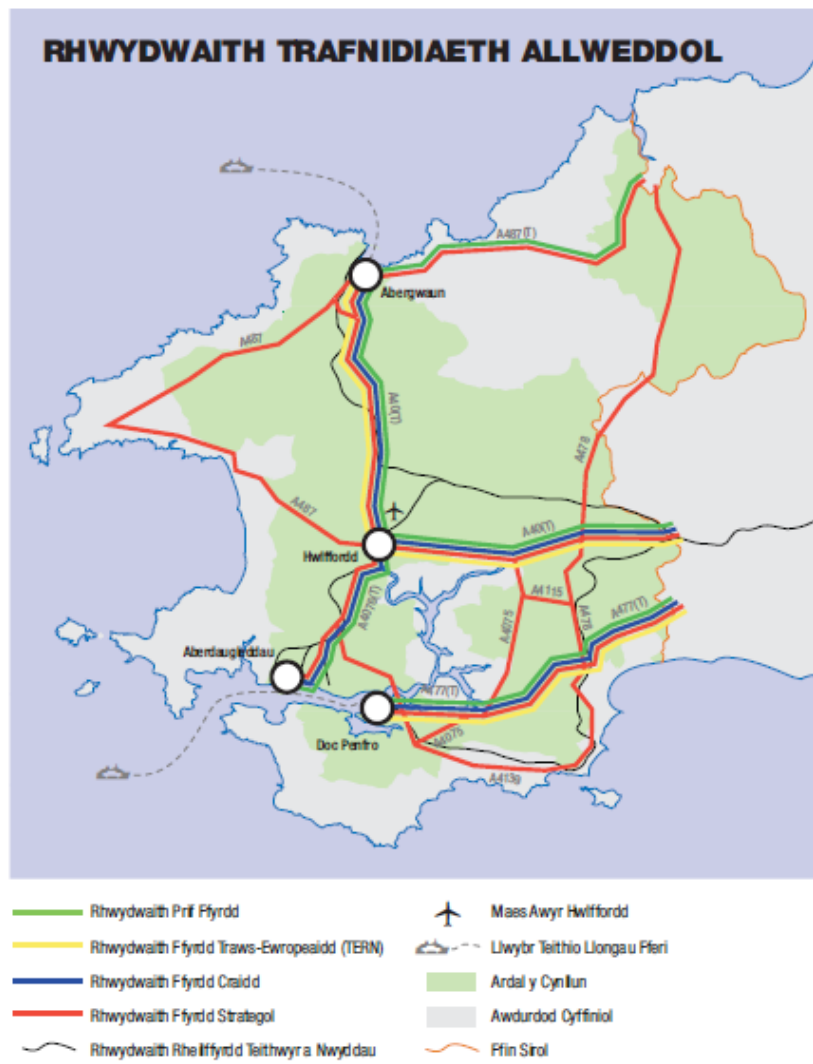 RHWYDWAITH TRAFNIDIAETH ALLWEDDOL
A487(T)
Abergwaun
A487
A40(T)
A478
A487
A40(T)
Hwlffordd
A4115
A4076(T)
A4075
A478
A477(T)
Aberdaugleddau
A477(T)
Doc Penfro
A4075
A4139
Rhwydwaith Prif Ffyrdd
Maes Awyr Hwlffordd
Rhwydwaith Ffyrdd Traws-Ewropeaidd (TERN)
Llwybr Teithio Llongau Fferi
Rhwydwaith Ffyrdd Craidd
Ardal y Cynllun
Rhwydwaith Ffyrdd Strategol
Awdurdod Cyffiniol
Rhwydwaith Rheilffyrdd Teithwyr a Nwyddau
Ffin Sirol